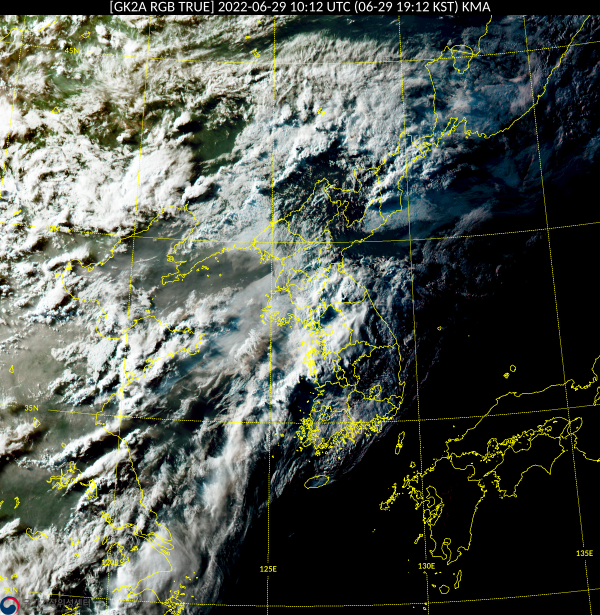 [GK2A RGB TRUE] 2022-06-29 10:12 UTC (06-29 19:12 KST) KMA
45N
35N
135E
125E
130E